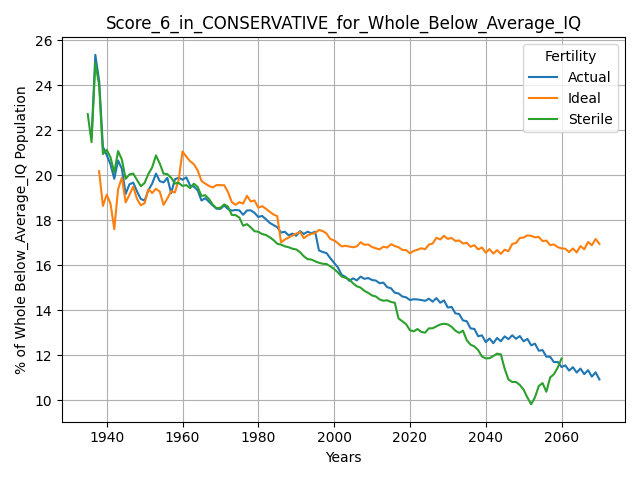 Score_6_in_CONSERVATIVE_for_Whole_Below_Average_IQ
Fertility
Actual
Ideal
Sterile
% of Whole Below_Average_IQ Population
26
24
22
20
18
16
14
12
10
1940
1960
1980
2000
2020
2040
2060
Years